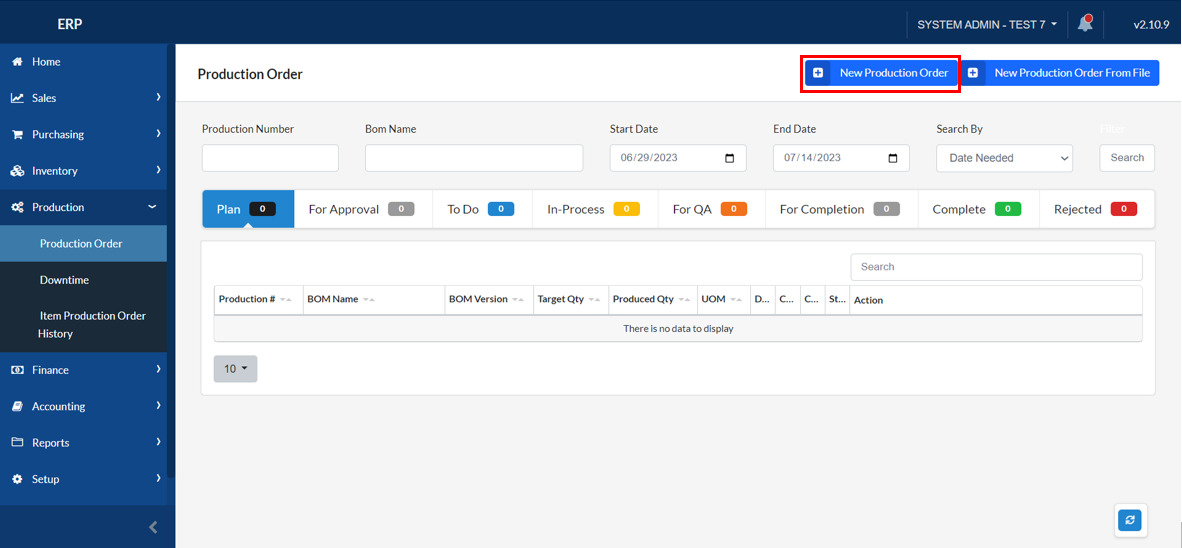 ERP
SYSTEM ADMIN - TEST 7
v2.10.9
Home
Sales
Purchasing
Inventory
Production
Production Order
Downtime
Item Production Order
History
Finance
Accounting
Reports
Setup
Production Order
New Production Order
New Production Order From File
Production Number
Bom Name
Start Date
End Date
Search By
Filter
06/29/2023
07/14/2023
Date Needed
Search
Plan 0
For Approval 0
To Do 0
In-Process 0
For QA 0
For Completion 0
Complete 0
Rejected 0
Search
Production # BOM Name BOM Version Target Qty Produced Qty UOM D... C... C... St... Action
There is no data to display
10